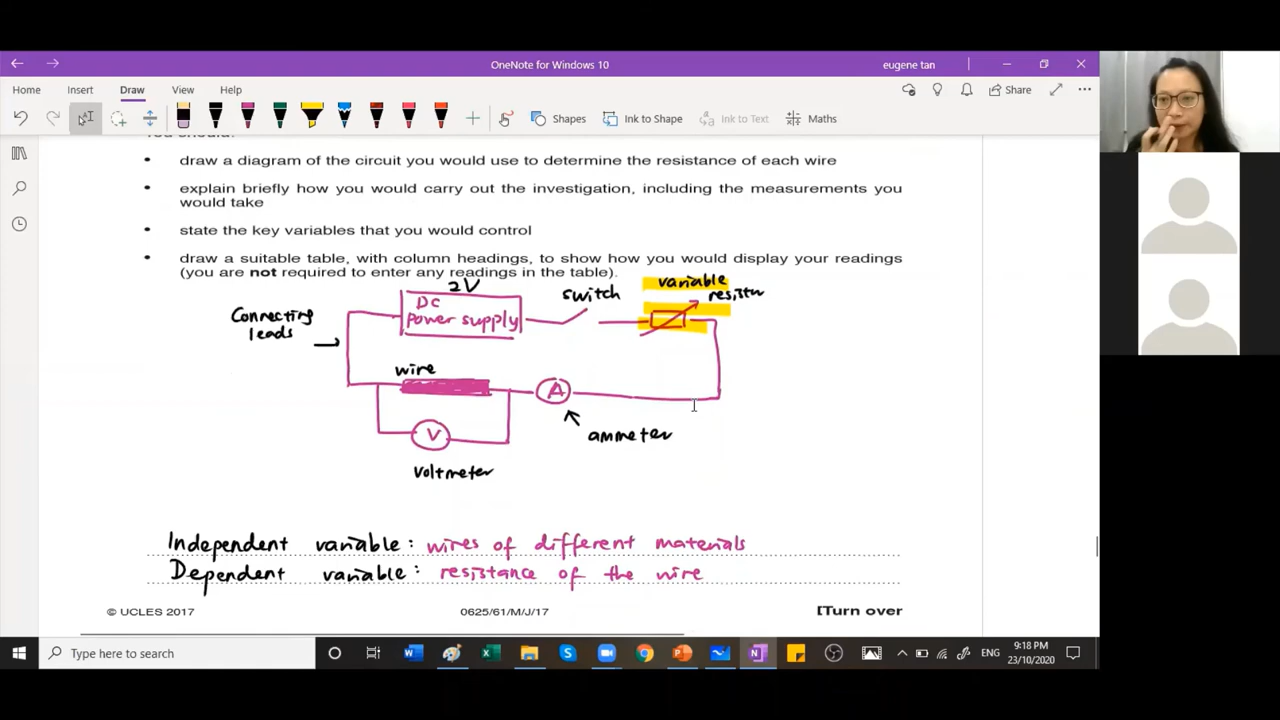 OneNote for Windows 10
eugene tan
Home Insert Draw View Help
Share
Shapes
Ink to Shape
Ink to Text
Maths
• draw a diagram of the circuit you would use to determine the resistance of each wire
• explain briefly how you would carry out the investigation, including the measurements you
would take
• state the key variables that you would control
• draw a suitable table, with column headings, to show how you would display your readings
(you are not required to enter any readings in the table).
2V
DC
Power supply
switch
variable
Connecting
leads
wire
A
V
ammeter
voltmeter
Independent variable: wires of different materials
Dependent variable: resistance of the wire
© UCLES 2017
0625/61/M/J/17
[Turn over
Type here to search
ENG
9:18 PM
23/10/2020